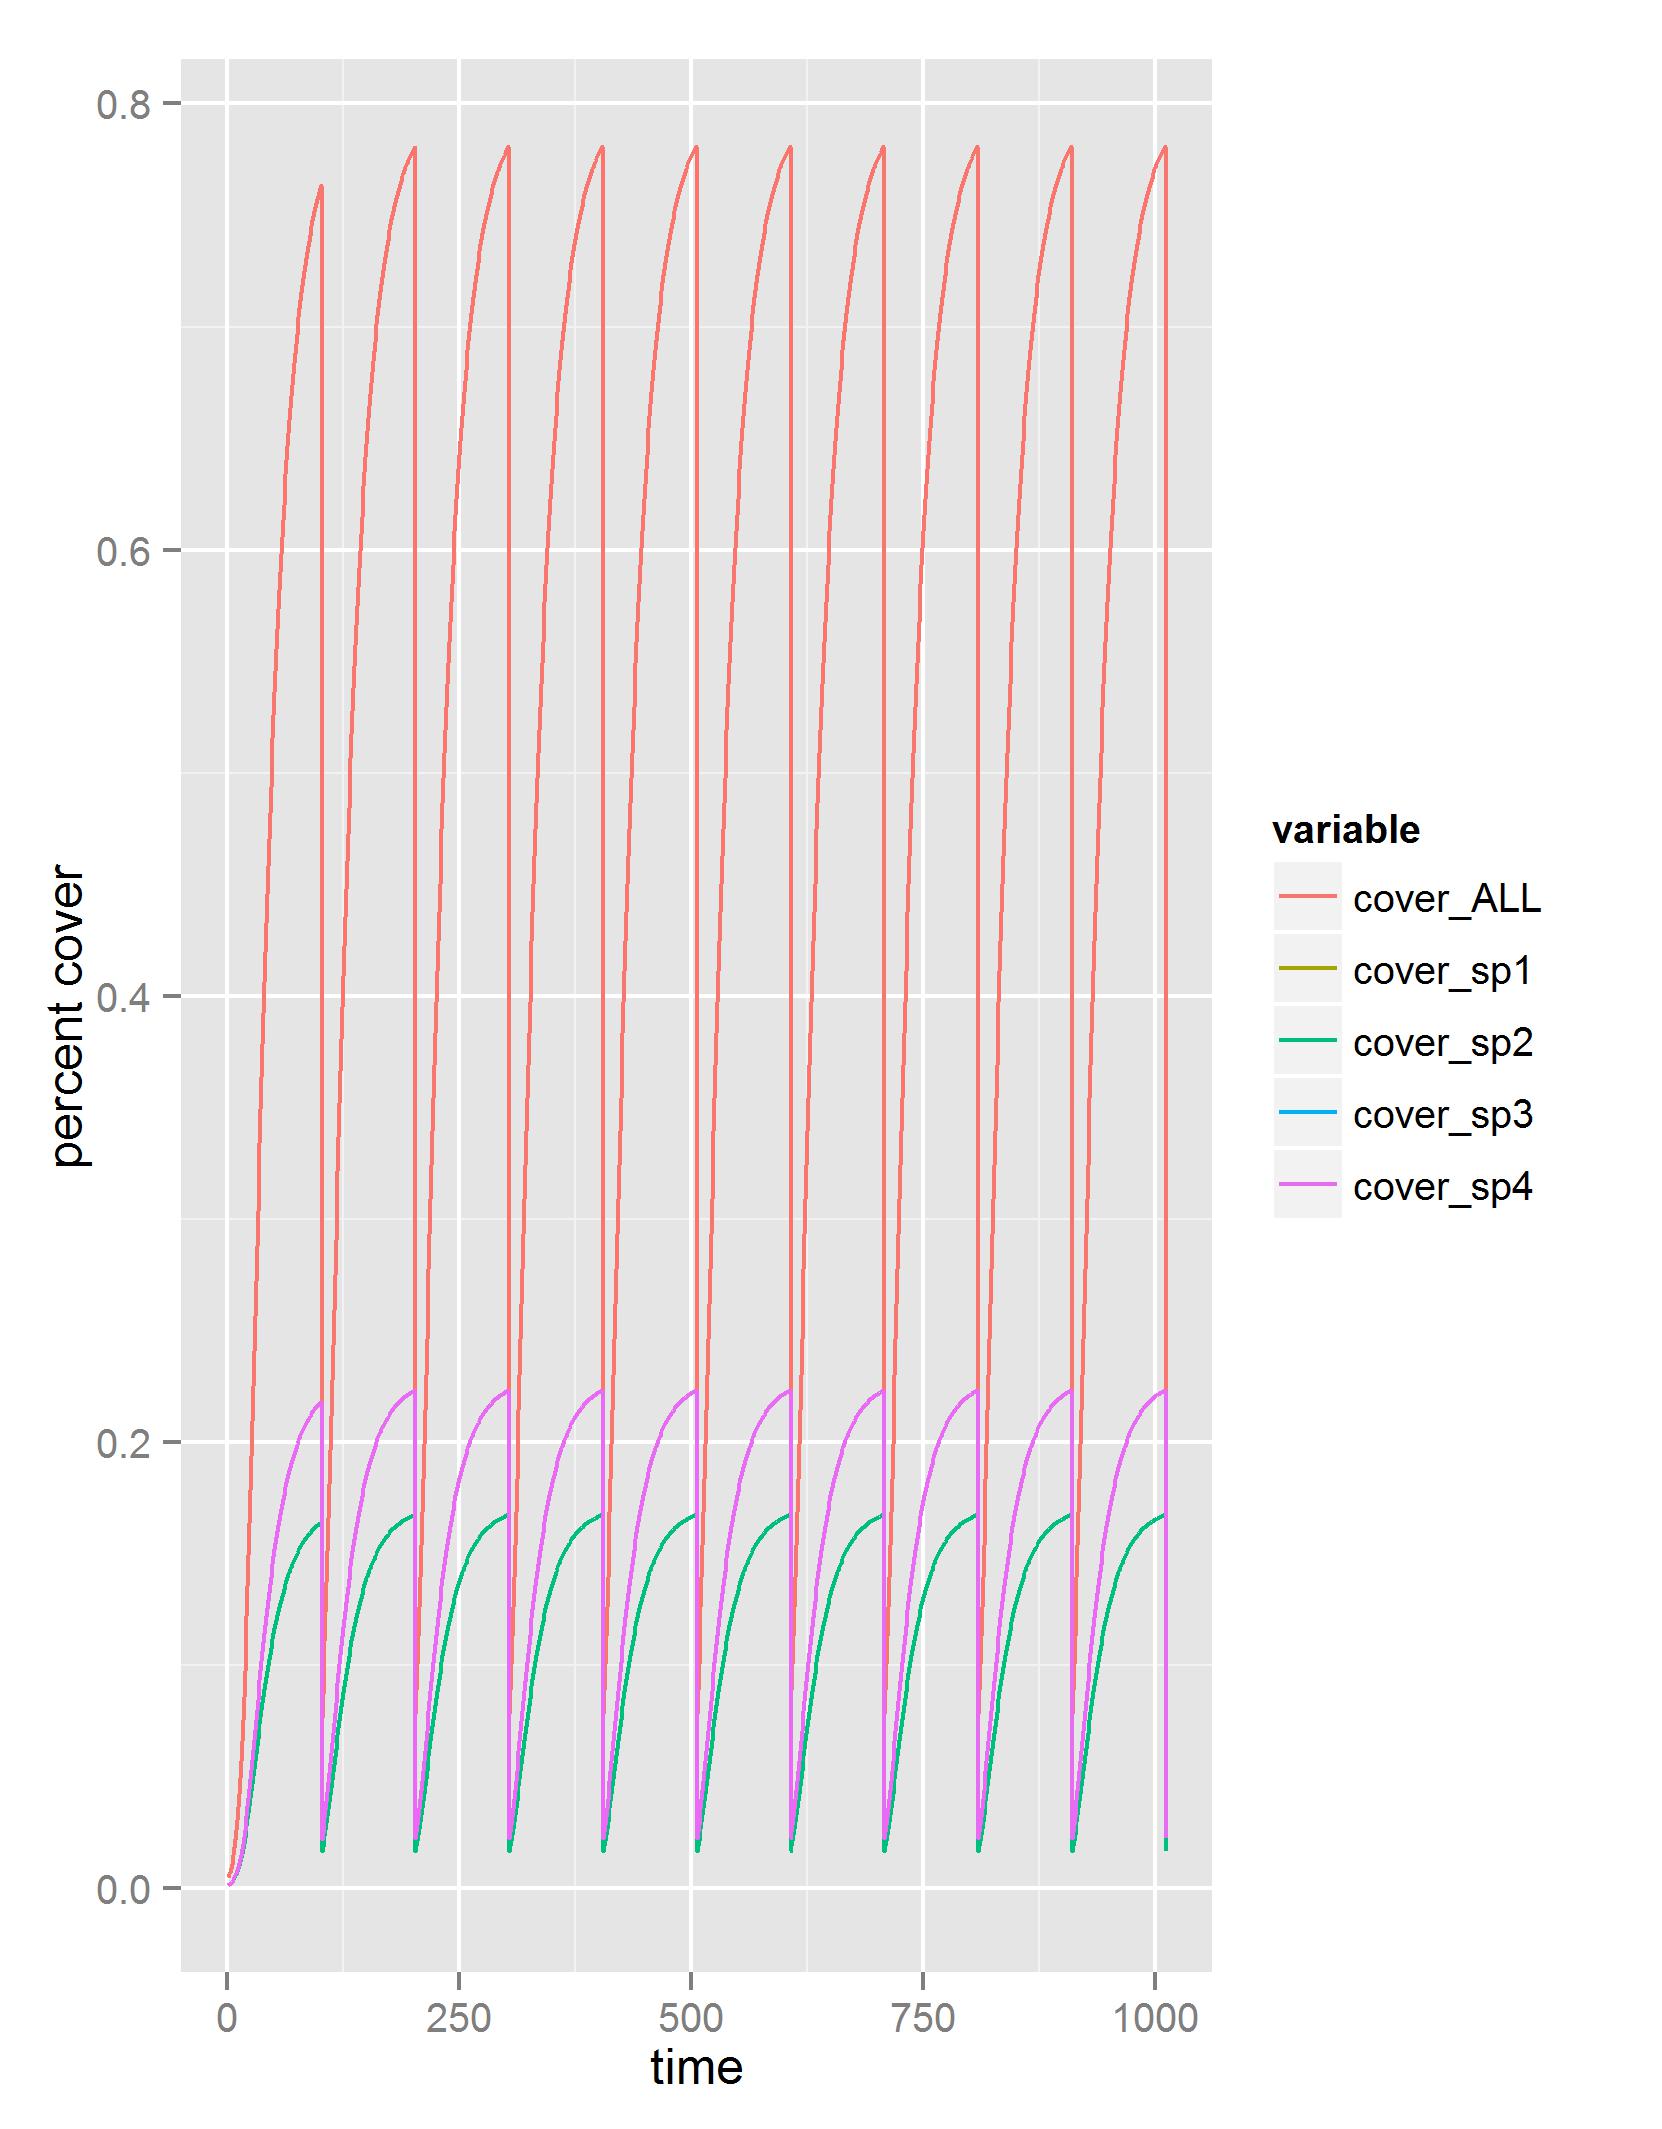 0.8
0.6
0.4
0.2
0.0
percent cover
0 250 500 750 1000
time
variable
cover_ALL
cover_sp1
cover_sp2
cover_sp3
cover_sp4